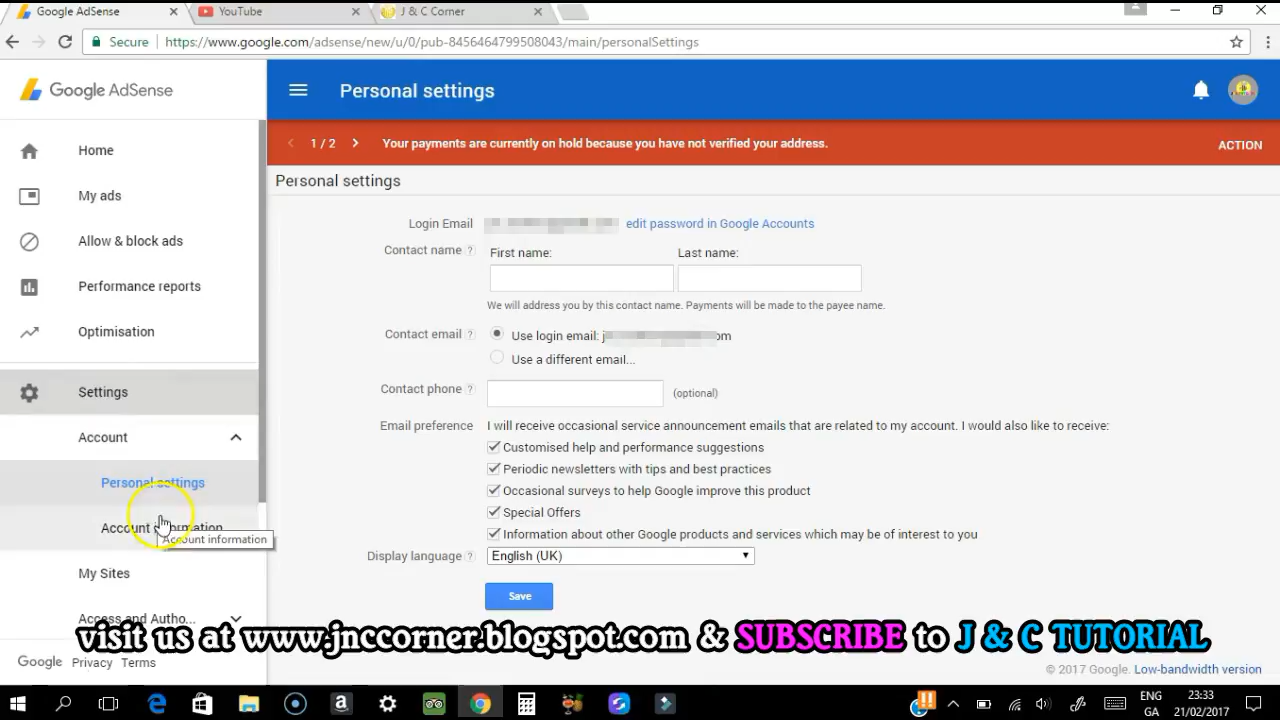 Google AdSense
YouTube
J & C Corner
Secure https://www.google.com/adsense/new/u/0/pub-8456464799508043/main/personalSettings
Google AdSense
Personal settings
Home
My ads
Allow & block ads
Performance reports
Optimisation
Settings
Account
Personal settings
Account information
Account information
My Sites
Access and Autho...
Google Privacy Terms
1 / 2 Your payments are currently on hold because you have not verified your address. ACTION
Personal settings
Login Email edit password in Google Accounts
Contact name ? First name: Last name:
We will address you by this contact name. Payments will be made to the payee name.
Contact email ? Use login email:
Use a different email...
Contact phone ? (optional)
Email preference I will receive occasional service announcement emails that are related to my account. I would also like to receive:
Customised help and performance suggestions
Periodic newsletters with tips and best practices
Occasional surveys to help Google improve this product
Special Offers
Information about other Google products and services which may be of interest to you
Display language ? English (UK)
Save
visit us at www.jnccorner.blogspot.com & SUBSCRIBE to J & C TUTORIAL
© 2017 Google. Low-bandwidth version
ENG
GA
23:33
21/02/2017